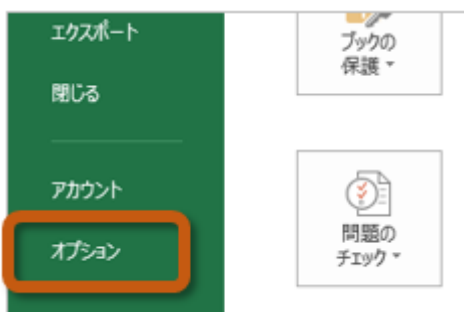 エクスポート
閉じる
アカウント
オプション
ブックの
保護
問題の
チェック